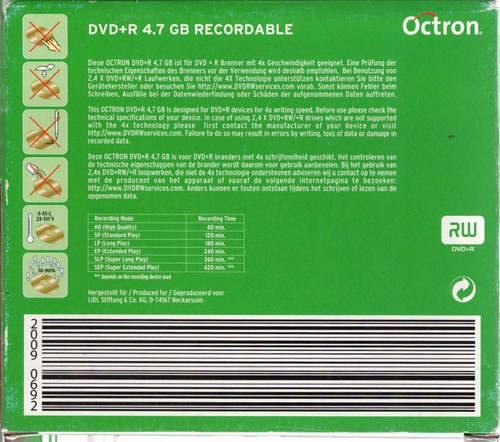 DVD+R 4.7 GB RECORDABLE
Octron
Diese OCTRON DVD+R 4,7 GB ist für DVD + R Brenner mit 4x Geschwindigkeit geeignet. Eine Prüfung der
technischen Eigenschaften des Brenners vor der Verwendung wird deshalb empfohlen. Bei Benutzung von
2,4 X DVD+RW/+R Laufwerken, die nicht die 4X Technologie unterstützen kontaktieren Sie bitte den
Gerätehersteller oder besuchen Sie http://www.DVDRWservices.com vorab. Sonst können Fehler beim
Schreiben, Ausfälle bei der Datenwiederfindung oder Schäden der aufgenommenen Daten auftreten.
This OCTRON DVD+R 4,7 GB is designed for DVD+R devices for 4x writing speed. Before use please check the
technical specifications of your device. In case of using 2,4 X DVD+RW/+R drives which are not supported
with the 4x technology please first contact the manufacturer of your device or visit
http://www.DVDRWservices.com. Failure to do so may result in errors by writing, loss of data or damage in
recorded data.
Deze OCTRON DVD+R 4,7 GB is voor DVD+R branders met 4x schrijfsnelheid geschikt. Het controleren van
de technische eigenschappen van de brander wordt daarom voor gebruik aanbevolen. Bij het gebruik van
2,4x DVD+RW/+R loopwerken, die niet de 4x technologie ondersteunen adviseren wij u contact op te nemen
met de producent van het apparaat of vooraf de volgende internetpagina te bezoeken:
http://www.DVDRWservices.com. Anders kunnen er fouten ontstaan tijdens het schrijven of lezen van de
opgenomen data.
-5-55 C
23-131° F
10-90%
Recording Mode Recording Time
HQ (High Quality) 60 min.
SP (Standard Play) 120 min.
LP (Long Play) 180 min.
EP (Extended Play) 240 min.
SLP (Super Long Play) 360 min. **
SEP (Super Extended Play) 420 min. **
** depends on the recording device used
RW
DVD+R
Hergestellt für / Produced for / Geproduceerd voor
LIDL Stiftung & Co. KG, D-74167 Neckarsulm
2009 0692